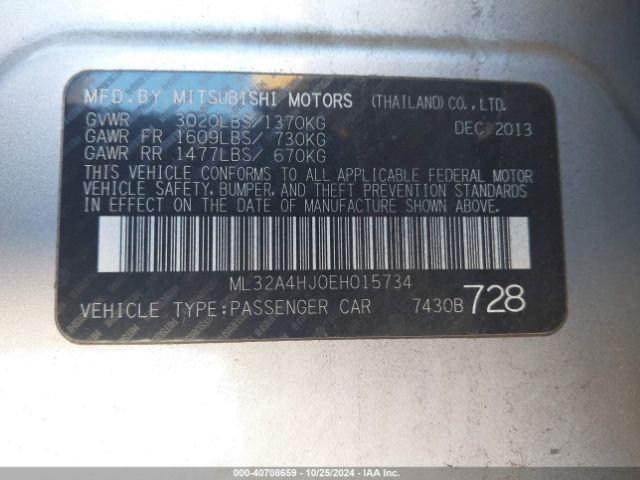 MFD.BY MITSUBISHI MOTORS (THAILAND)CO.,LTD.
GVWR 3020LBS/1370KG DEC/2013
GAWR FR 1609LBS/ 730KG
GAWR RR 1477LBS/ 670KG
THIS VEHICLE CONFORMS TO ALL APPLICABLE FEDERAL MOTOR
VEHICLE SAFETY, BUMPER, AND THEFT PREVENTION STANDARDS
IN EFFECT ON THE DATE OF MANUFACTURE SHOWN ABOVE.
ML32A4HJ0EH015734
VEHICLE TYPE:PASSENGER CAR 7430B 728
000-40708659 - 10/25/2024 - IAA Inc.